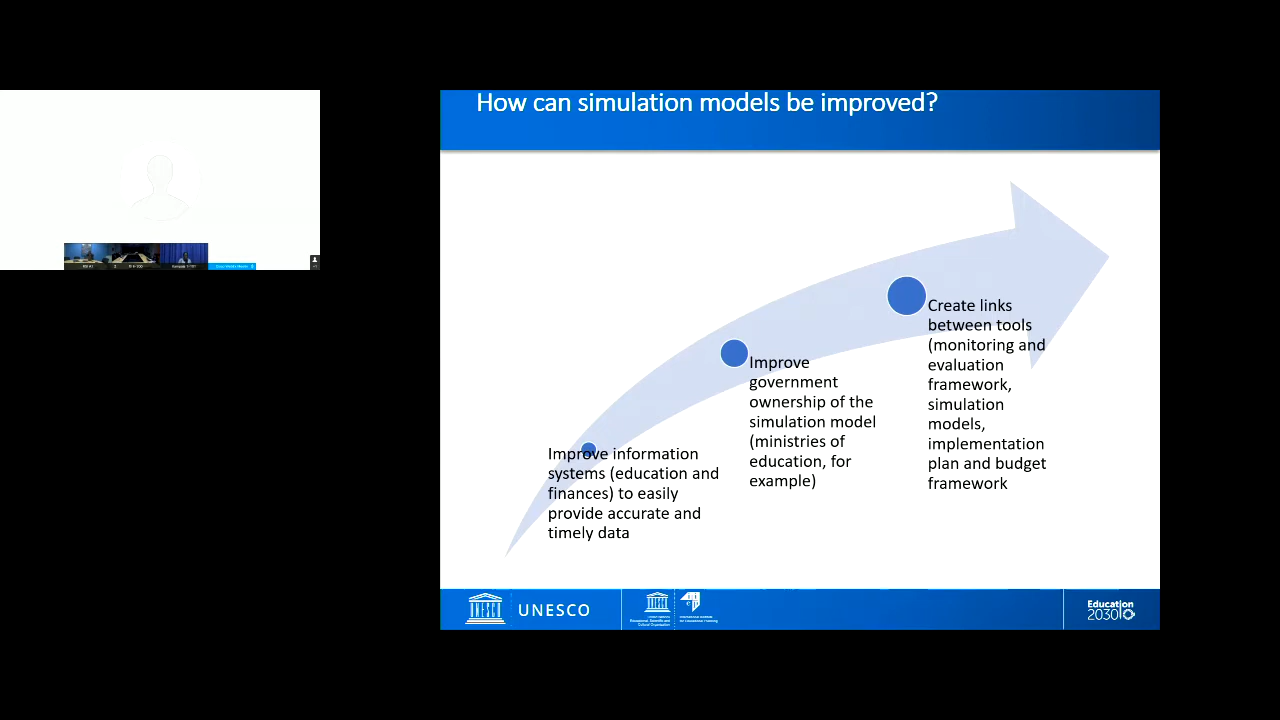 How can simulation models be improved?
Create links
between tools
(monitoring and
evaluation
framework,
simulation
models,
implementation
plan and budget
framework
Improve
government
ownership of the
simulation model
(ministries of
education, for
example)
Improve information
systems (education and
finances) to easily
provide accurate and
timely data
UNESCO
Education
2030